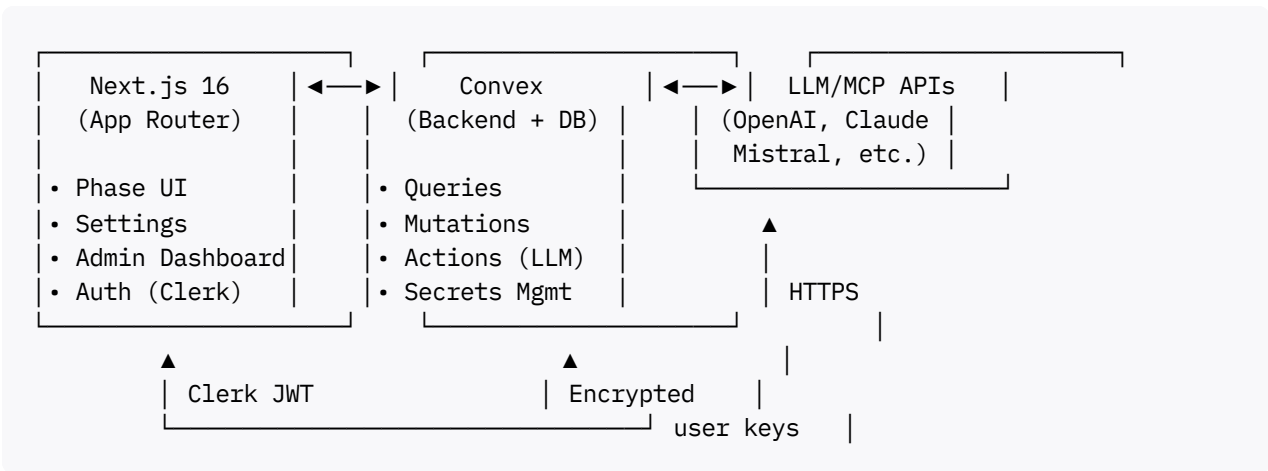 Next.js 16 ◄──► Convex ◄──► LLM/MCP APIs
(App Router) (Backend + DB) (OpenAI, Claude
Mistral, etc.)
• Phase UI • Queries
• Settings • Mutations
• Admin Dashboard • Actions (LLM)
• Auth (Clerk) • Secrets Mgmt HTTPS
Clerk JWT Encrypted
user keys